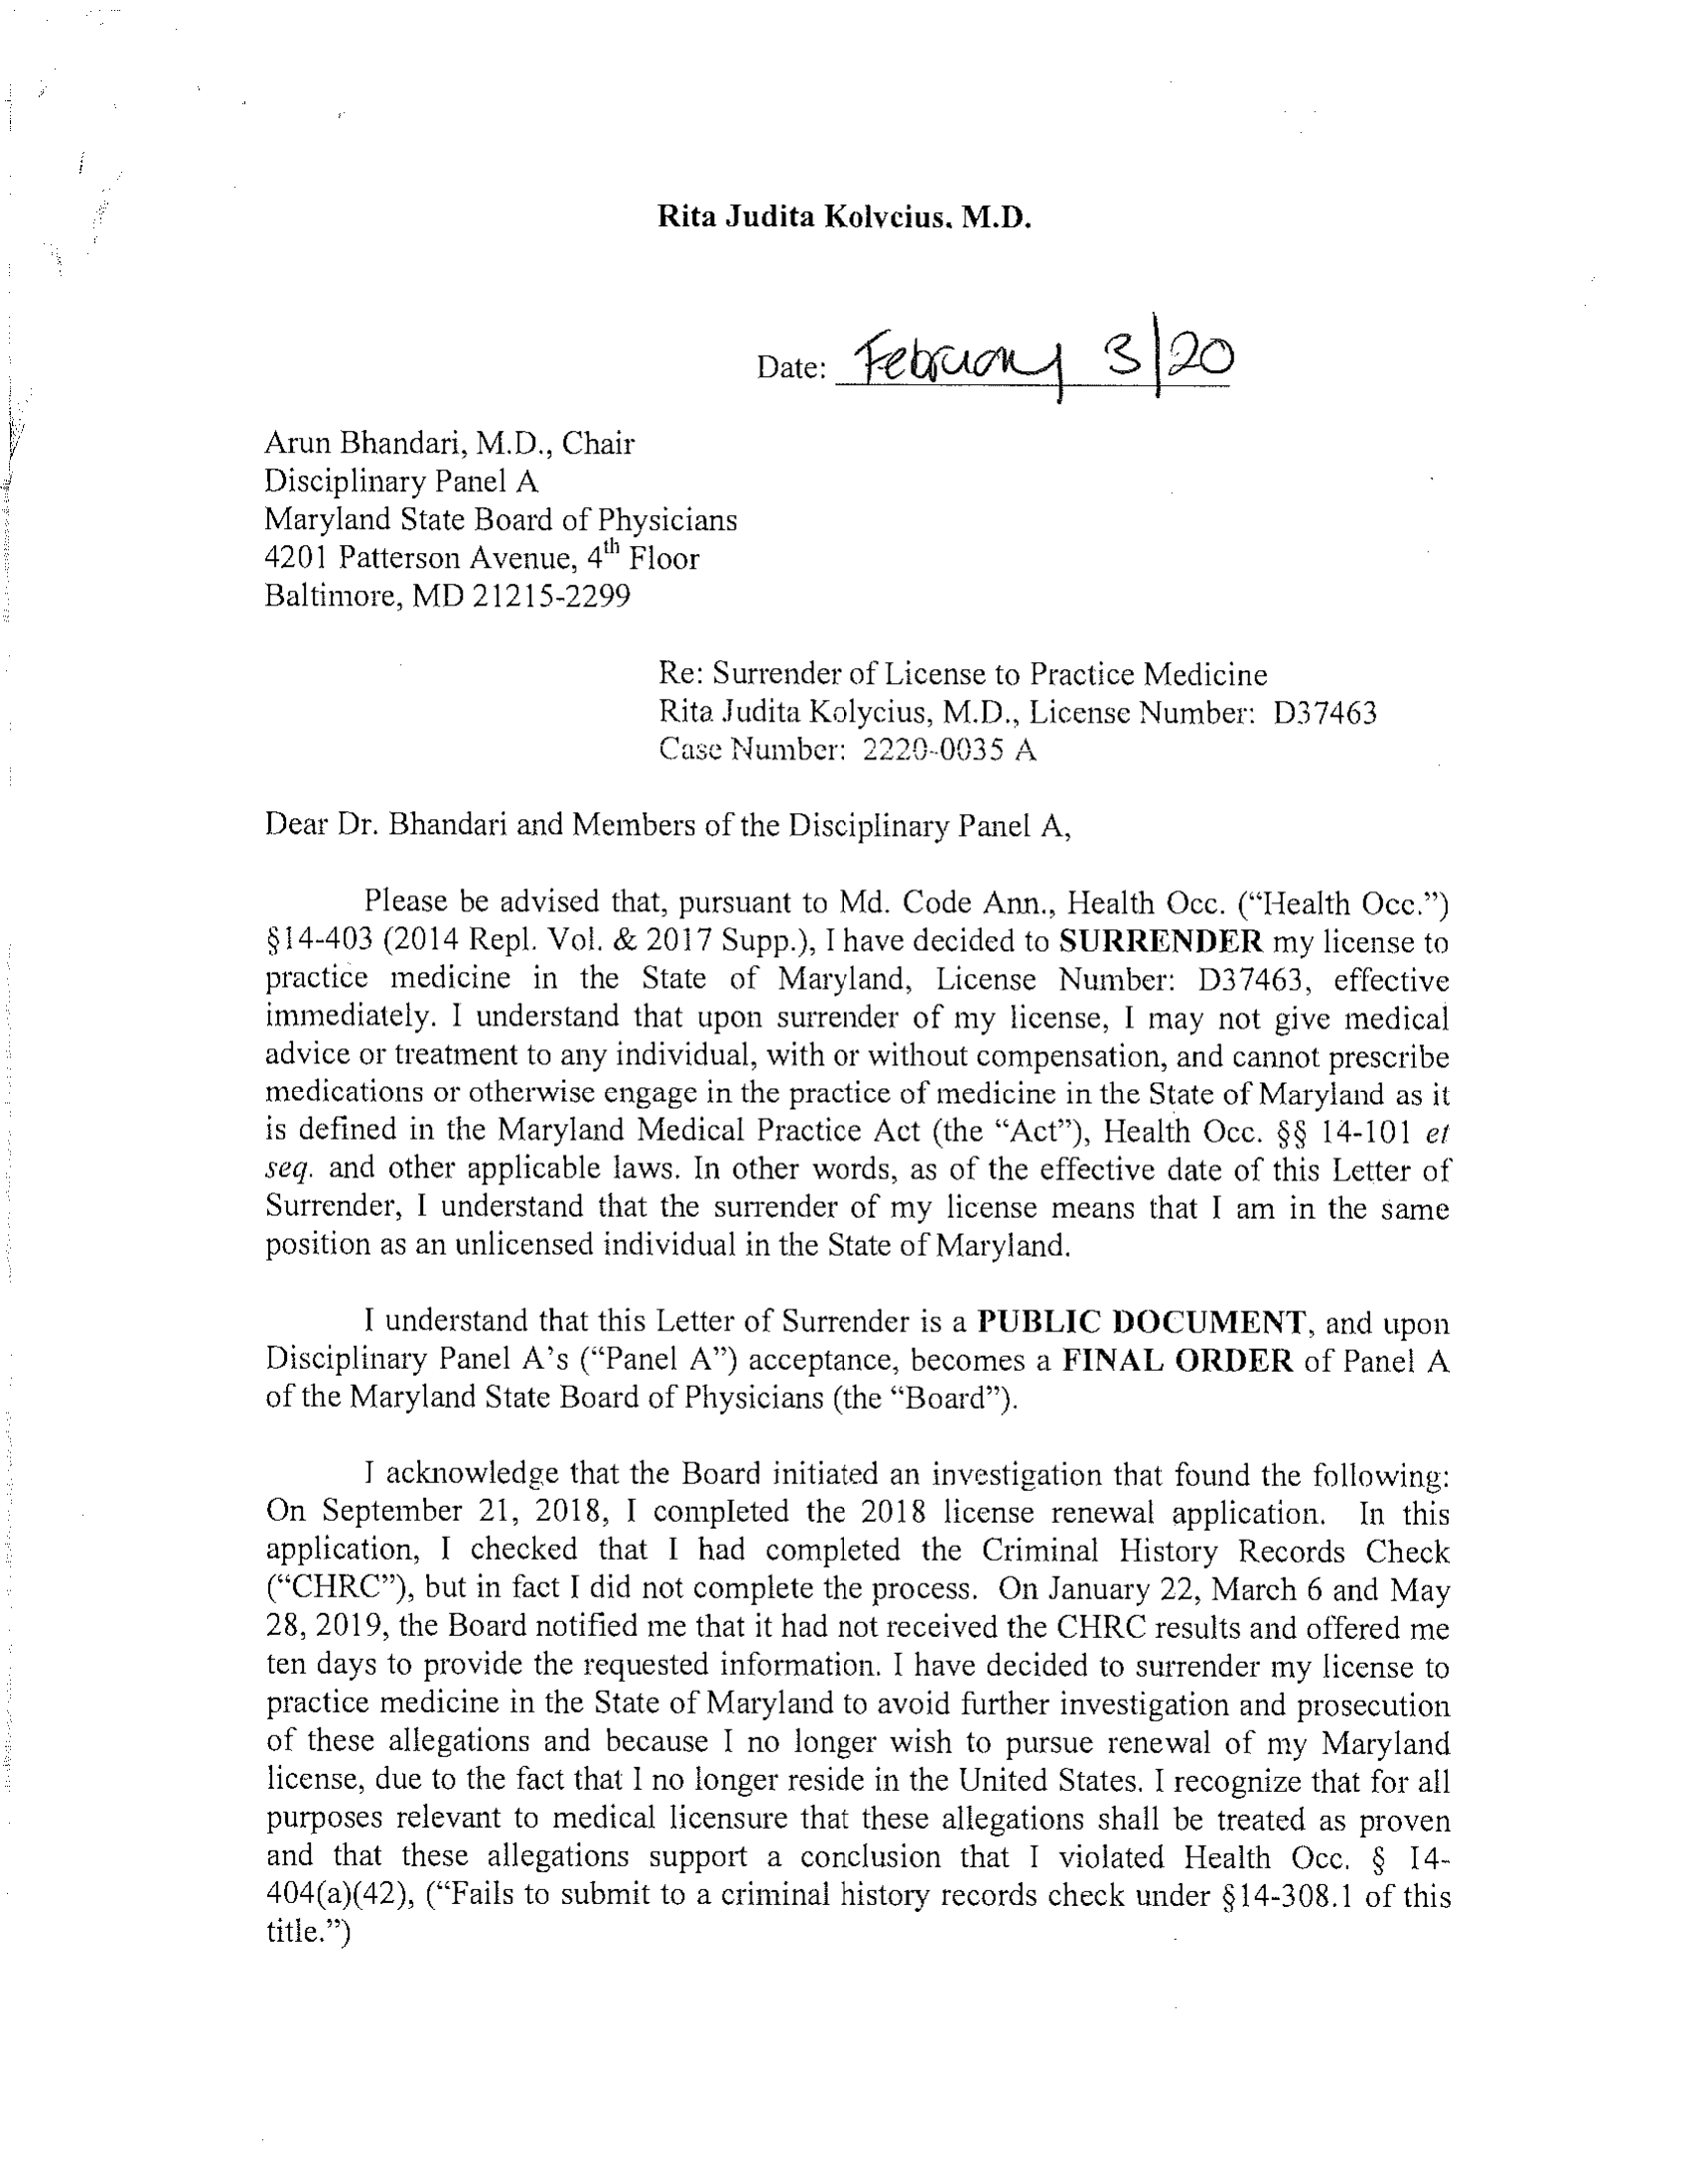 Rita Judita Kolycius, M.D.
Date: February 3/20
Arun Bhandari, M.D., Chair
Disciplinary Panel A
Maryland State Board of Physicians
4201 Patterson Avenue, 4th Floor
Baltimore, MD 21215-2299
Re: Surrender of License to Practice Medicine
Rita Judita Kolycius, M.D., License Number: D37463
Case Number: 2220-0035 A
Dear Dr. Bhandari and Members of the Disciplinary Panel A,
Please be advised that, pursuant to Md. Code Ann., Health Occ. (“Health Occ.”)
§14-403 (2014 Repl. Vol. & 2017 Supp.), I have decided to SURRENDER my license to
practice medicine in the State of Maryland, License Number: D37463, effective
immediately. I understand that upon surrender of my license, I may not give medical
advice or treatment to any individual, with or without compensation, and cannot prescribe
medications or otherwise engage in the practice of medicine in the State of Maryland as it
is defined in the Maryland Medical Practice Act (the “Act”), Health Occ. §§ 14-101 et
seq. and other applicable laws. In other words, as of the effective date of this Letter of
Surrender, I understand that the surrender of my license means that I am in the same
position as an unlicensed individual in the State of Maryland.
I understand that this Letter of Surrender is a PUBLIC DOCUMENT, and upon
Disciplinary Panel A’s (“Panel A”) acceptance, becomes a FINAL ORDER of Panel A
of the Maryland State Board of Physicians (the “Board”).
I acknowledge that the Board initiated an investigation that found the following:
On September 21, 2018, I completed the 2018 license renewal application. In this
application, I checked that I had completed the Criminal History Records Check
(“CHRC”), but in fact I did not complete the process. On January 22, March 6 and May
28, 2019, the Board notified me that it had not received the CHRC results and offered me
ten days to provide the requested information. I have decided to surrender my license to
practice medicine in the State of Maryland to avoid further investigation and prosecution
of these allegations and because I no longer wish to pursue renewal of my Maryland
license, due to the fact that I no longer reside in the United States. I recognize that for all
purposes relevant to medical licensure that these allegations shall be treated as proven
and that these allegations support a conclusion that I violated Health Occ. § 14-
404(a)(42), (“Fails to submit to a criminal history records check under §14-308.1 of this
title.”)